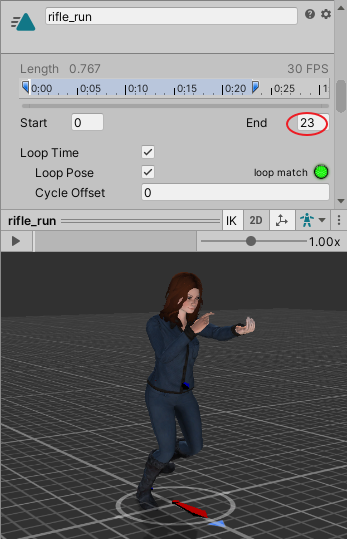 rifle_run
Length 0.767 30 FPS
0:00 0:05 0:10 0:15 0:20 0:25 1:
Start 0 End 23
Loop Time
Loop Pose loop match
Cycle Offset 0
rifle_run IK 2D
1.00x